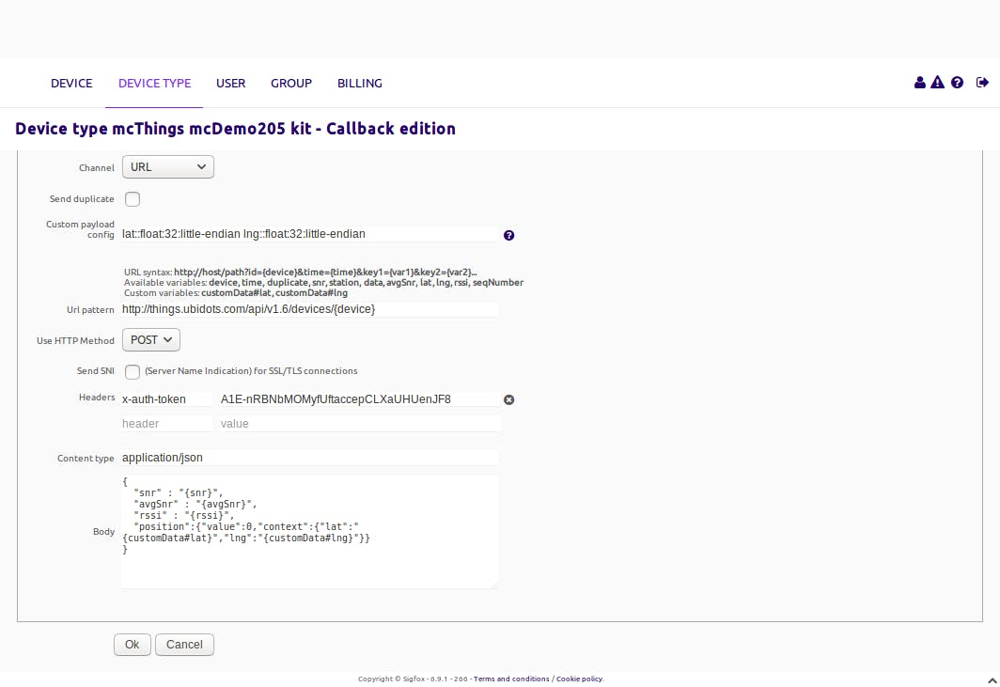 DEVICE DEVICE TYPE USER GROUP BILLING
Device type mcThings mcDemo205 kit - Callback edition
Channel URL
Send duplicate
Custom payload
config
lat::float:32:little-endian lng::float:32:little-endian
URL syntax: http://host/path?id={device}&time={time}&key1={var1}&key2={var2}...
Available variables: device, time, duplicate, snr, station, data, avgSnr, lat, lng, rssi, seqNumber
Custom variables: customData#lat, customData#lng
Url pattern http://things.ubidots.com/api/v1.6/devices/{device}
Use HTTP Method POST
Send SNI (Server Name Indication) for SSL/TLS connections
Headers x-auth-token A1E-nRBNbMOMyfUftaccepCLXaUHUenJF8
header value
Content type application/json
Body
{
"snr" : "{snr}",
"avgSnr" : "{avgSnr}",
"rssi" : "{rssi}",
"position":{"value":0,"context":{"lat":"
{customData#lat}","lng":"{customData#lng}"}}
}
Ok Cancel
Copyright © Sigfox - 6.9.1 - 266 - Terms and conditions / Cookie policy.